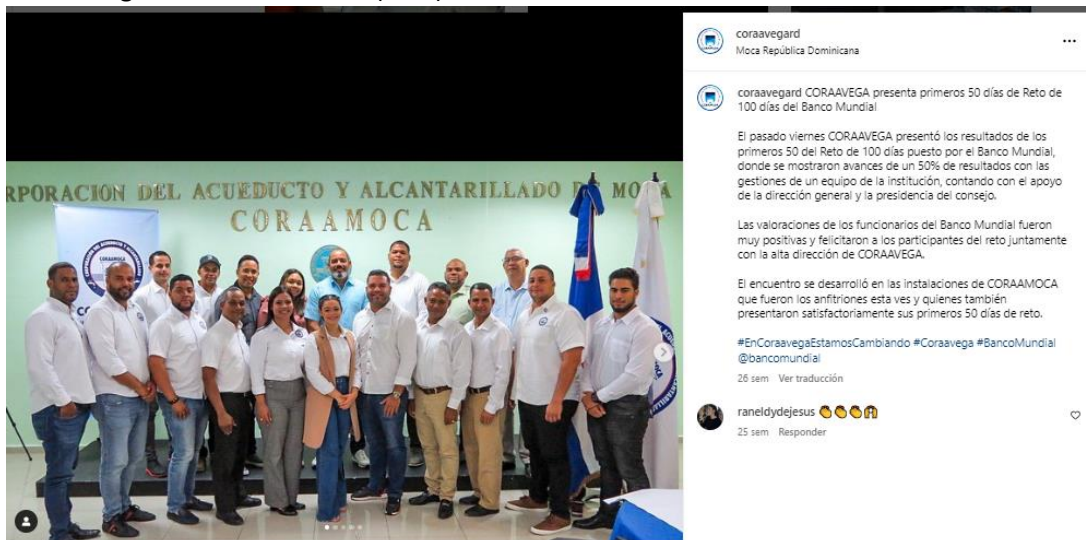 RPORACION DEL ACUEDUCTO Y ALCANTARILLADO DE MOCA
CORAAMOCA
CORAAMOCA
coraavegard
Moca República Dominicana
coraavegard CORAAVEGA presenta primeros 50 días de Reto de
100 días del Banco Mundial
El pasado viernes CORAAVEGA presentó los resultados de los
primeros 50 del Reto de 100 días puesto por el Banco Mundial,
donde se mostraron avances de un 50% de resultados con las
gestiones de un equipo de la institución, contando con el apoyo
de la dirección general y la presidencia del consejo.
Las valoraciones de los funcionarios del Banco Mundial fueron
muy positivas y felicitaron a los participantes del reto juntamente
con la alta dirección de CORAAVEGA.
El encuentro se desarrolló en las instalaciones de CORAAMOCA
que fueron los anfitriones esta ves y quienes también
presentaron satisfactoriamente sus primeros 50 días de reto.
#EnCoraavegaEstamosCambiando #Coraavega #BancoMundial
@bancomundial
26 sem Ver traducción
raneldydejesus 👏👏👏🙌
25 sem Responder